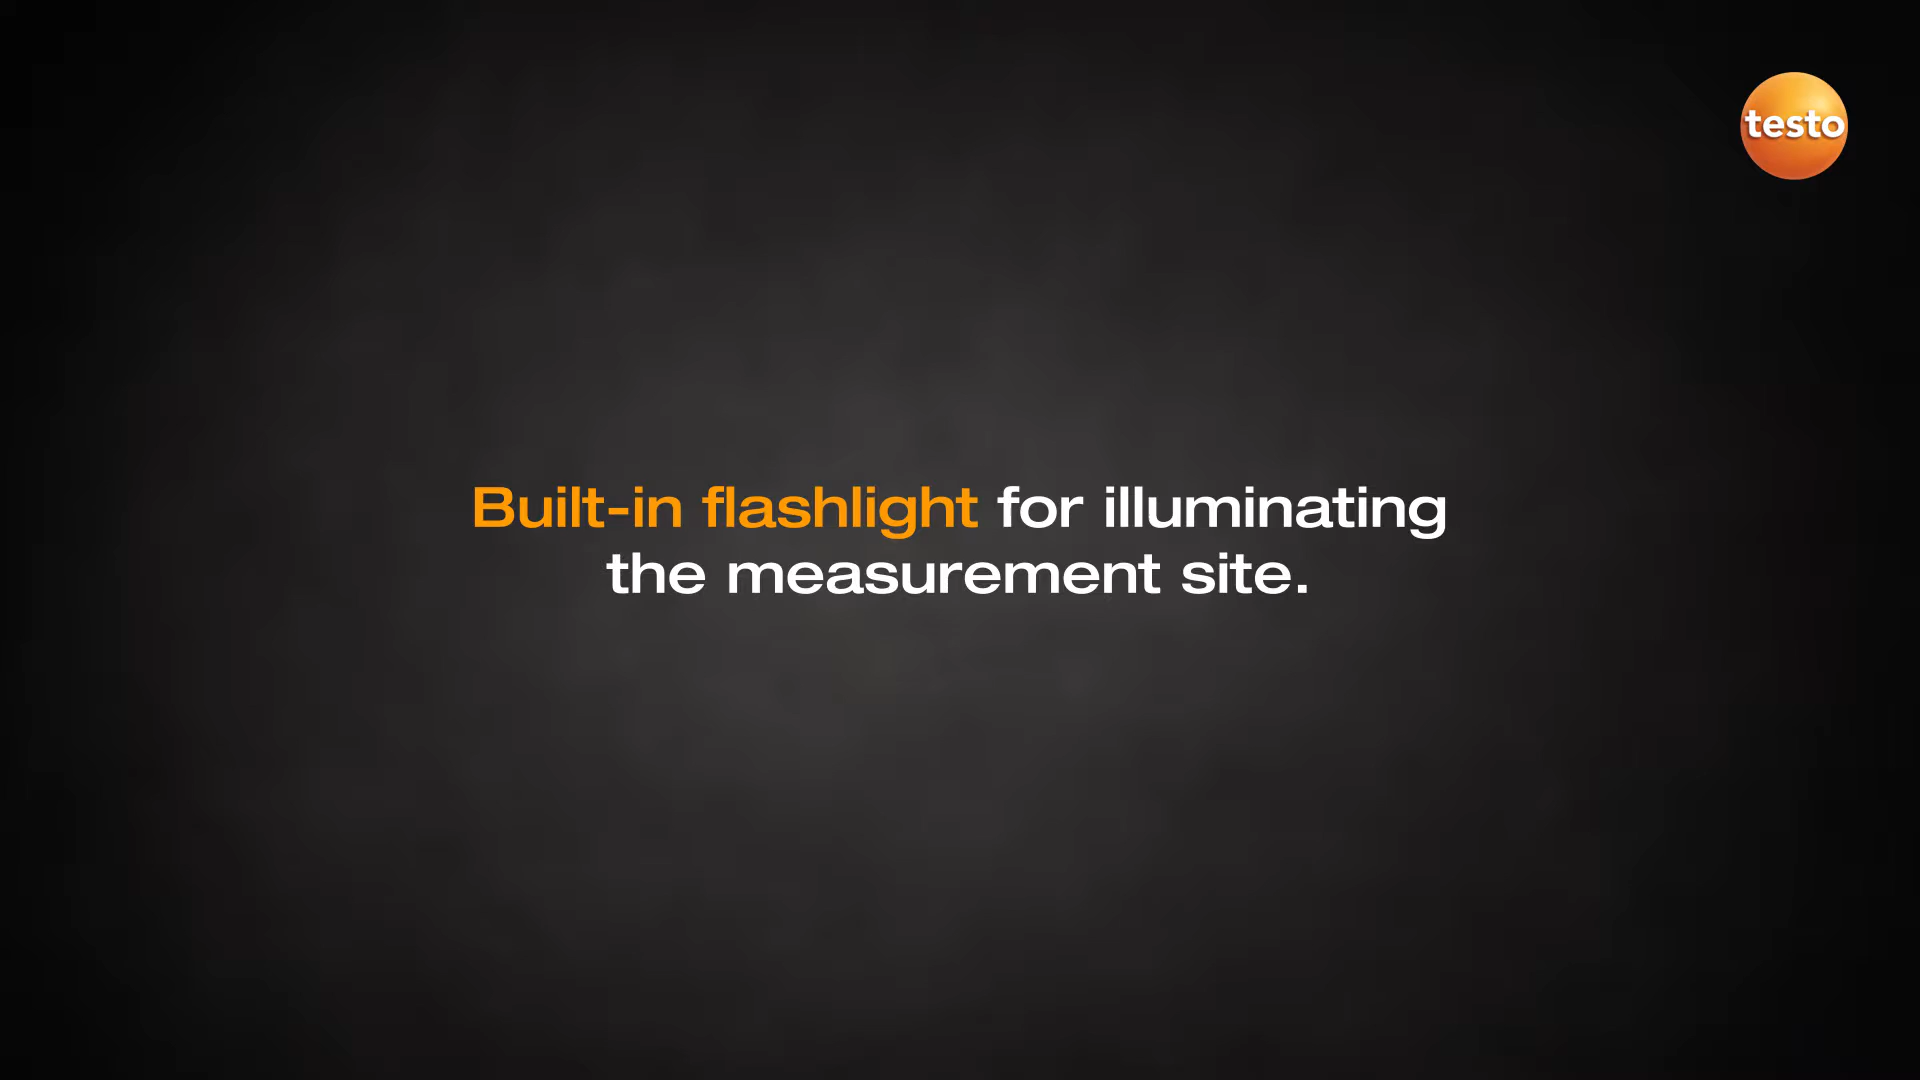 testo
Built-in flashlight for illuminating
the measurement site.